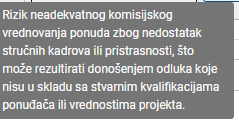 Rizik neadekvatnog komisijskog
vrednovanja ponuda zbog nedostatak
stručnih kadrova ili pristrasnosti, što
može rezultirati donošenjem odluka koje
nisu u skladu sa stvarnim kvalifikacijama
ponuđača ili vrednostima projekta.